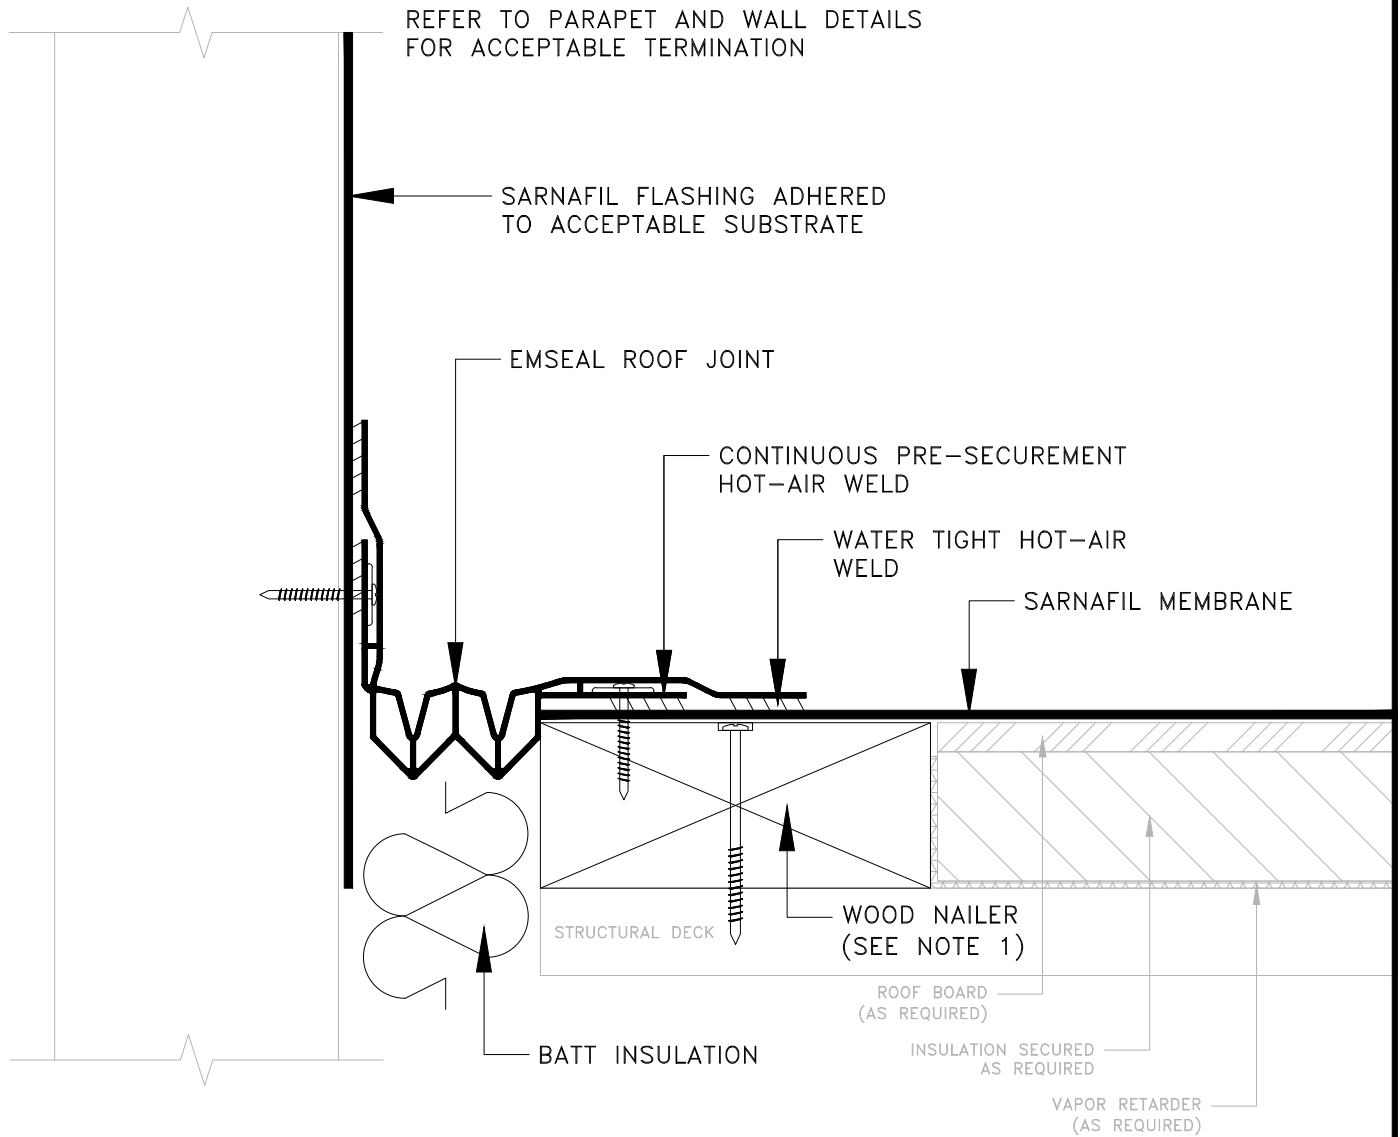 REFER TO PARAPET AND WALL DETAILS
FOR ACCEPTABLE TERMINATION
SARNAFIL FLASHING ADHERED
TO ACCEPTABLE SUBSTRATE
EMSEAL ROOF JOINT
CONTINUOUS PRE-SECUREMENT
HOT-AIR WELD
WATER TIGHT HOT-AIR
WELD
SARNAFIL MEMBRANE
WOOD NAILER
(SEE NOTE 1)
STRUCTURAL DECK
ROOF BOARD
(AS REQUIRED)
INSULATION SECURED
AS REQUIRED
BATT INSULATION
VAPOR RETARDER
(AS REQUIRED)